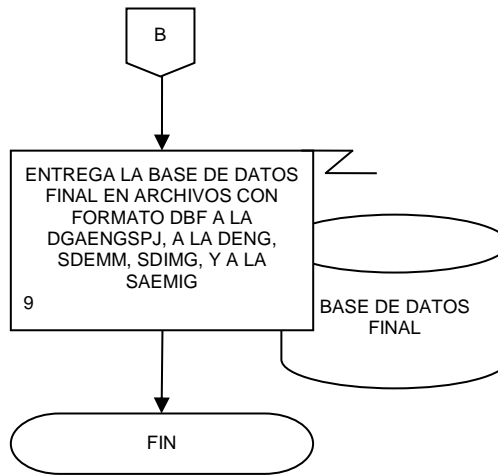 B
ENTREGA LA BASE DE DATOS
FINAL EN ARCHIVOS CON
FORMATO DBF A LA
DGAENGSPJ, A LA DENG,
SDEMM, SDIMG, Y A LA
SAEMIG
9
BASE DE DATOS
FINAL
FIN